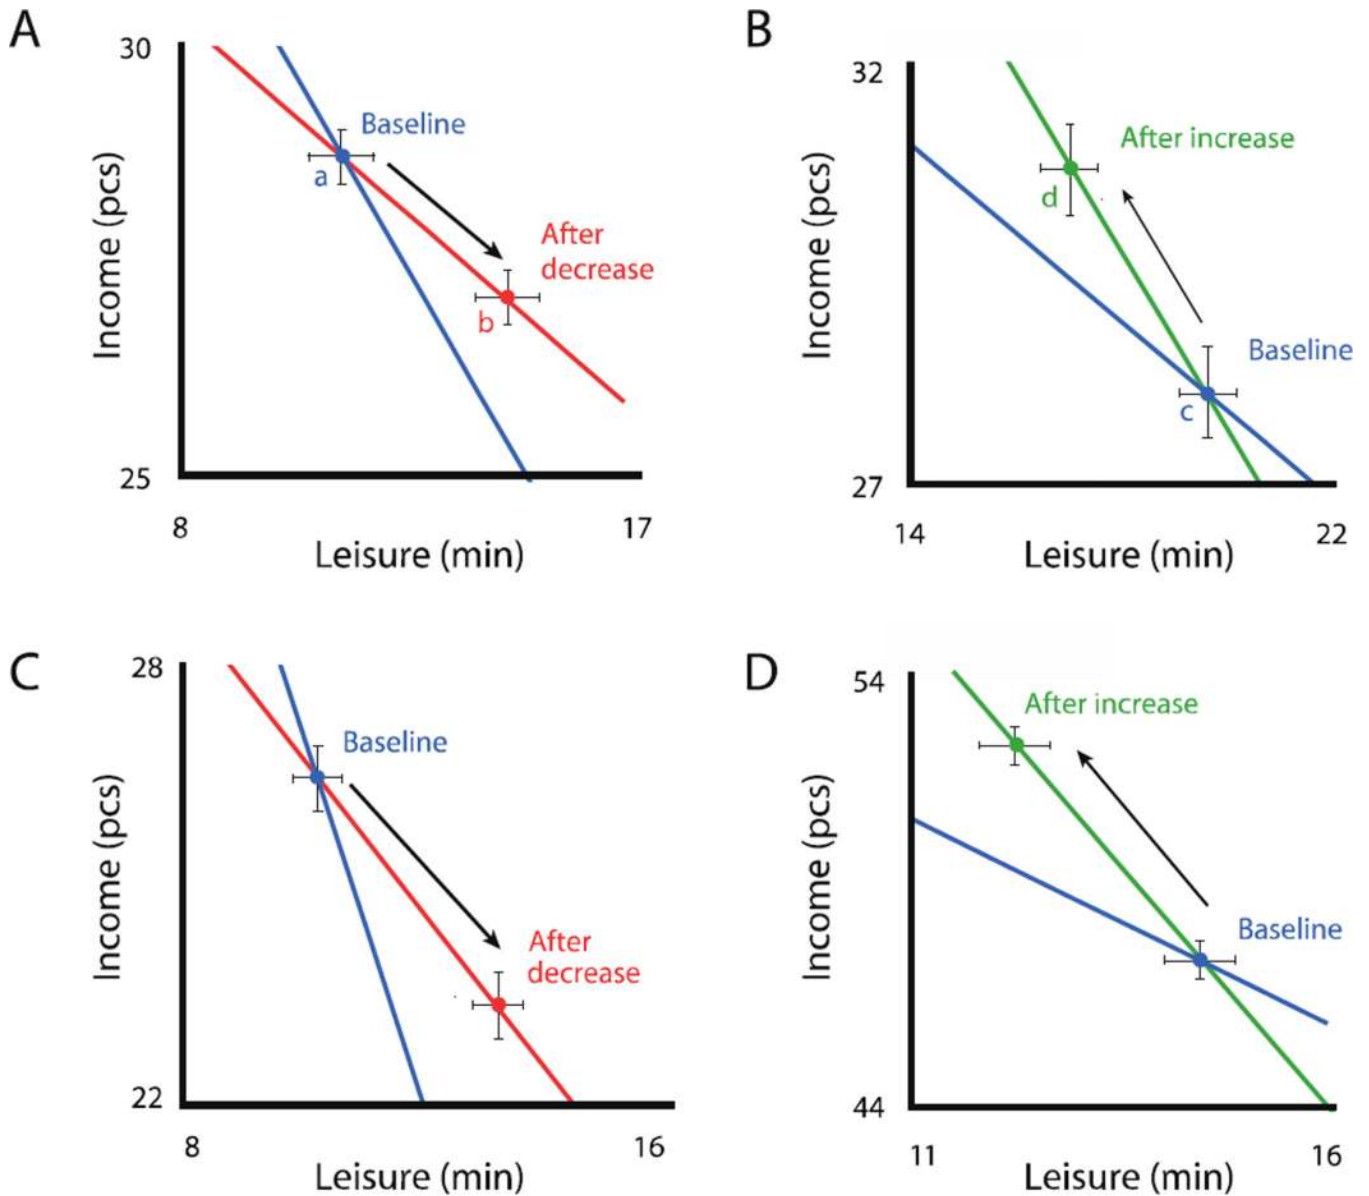 A
30
Baseline
a
After
decrease
b
Income (pcs)
25
8
17
Leisure (min)
B
32
After increase
d
Baseline
c
Income (pcs)
27
14
22
Leisure (min)
C
28
Baseline
After
decrease
Income (pcs)
22
8
16
Leisure (min)
D
54
After increase
Baseline
Income (pcs)
44
11
16
Leisure (min)